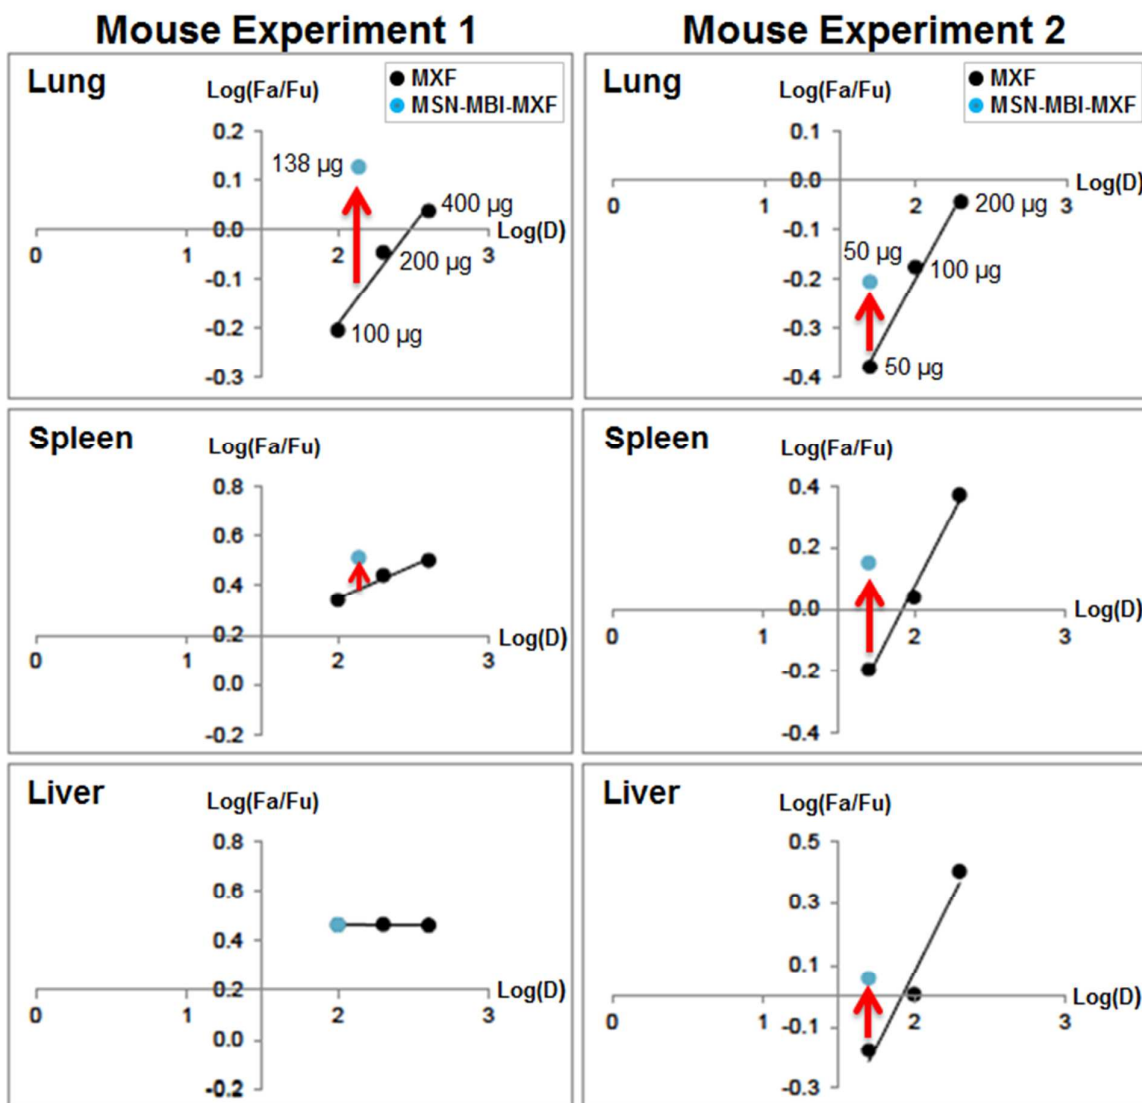 Mouse Experiment 1
Mouse Experiment 2
Lung
Log(Fa/Fu)
MXF
MSN-MBI-MXF
0.2
0.1
0.0
-0.1
-0.2
-0.3
138 µg
400 µg
200 µg
100 µg
Log(D)
0 1 2 3
Lung
Log(Fa/Fu)
MXF
MSN-MBI-MXF
0.1
0.0
-0.1
-0.2
-0.3
-0.4
Log(D)
0 1 2 3
200 µg
50 µg
100 µg
50 µg
Spleen
Log(Fa/Fu)
0.8
0.6
0.4
0.2
0.0
-0.2
Log(D)
0 1 2 3
Spleen
Log(Fa/Fu)
0.4
0.2
0.0
-0.2
-0.4
Log(D)
0 1 2 3
Liver
Log(Fa/Fu)
0.8
0.6
0.4
0.2
0.0
-0.2
Log(D)
0 1 2 3
Liver
Log(Fa/Fu)
0.5
0.3
0.1
-0.1
-0.3
Log(D)
0 1 2 3